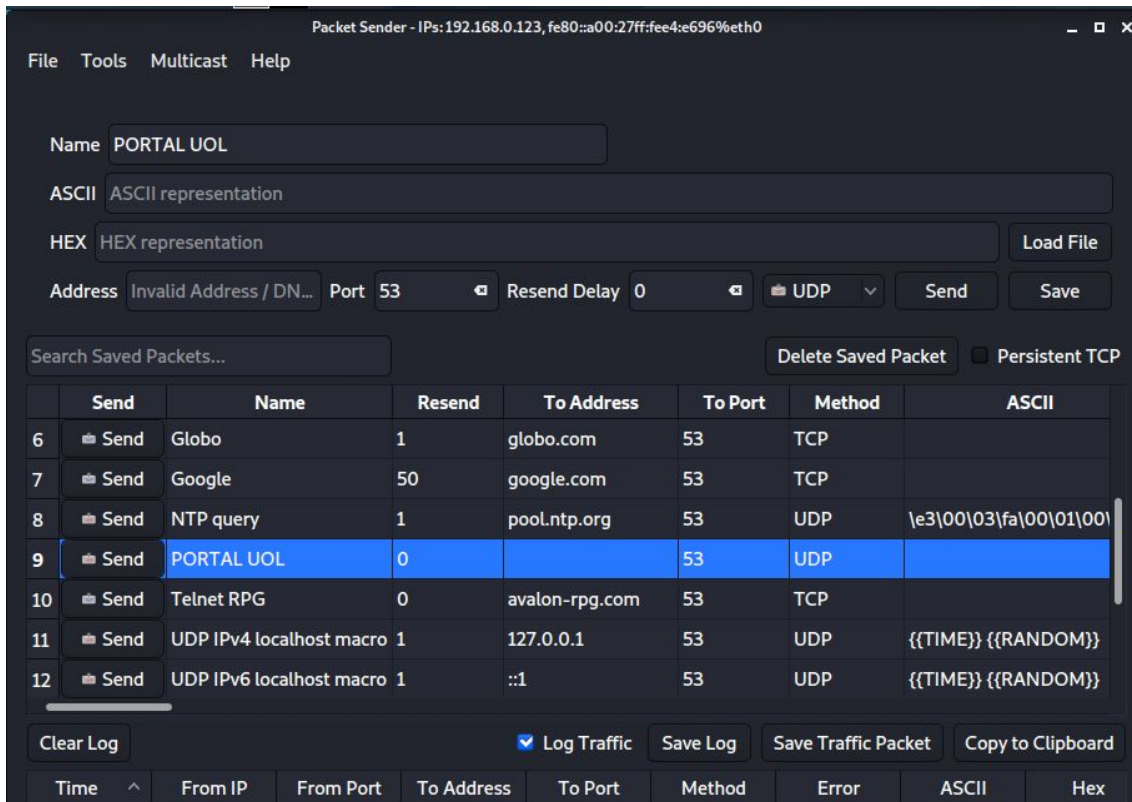 Packet Sender - IPs: 192.168.0.123, fe80::a00:27ff:fee4:e696%eth0
File Tools Multicast Help
Name PORTAL UOL
ASCII ASCII representation
HEX HEX representation Load File
Address Invalid Address / DN... Port 53 Resend Delay 0 UDP Send Save
Search Saved Packets... Delete Saved Packet Persistent TCP
Send Name Resend To Address To Port Method ASCII
6 Send Globo 1 globo.com 53 TCP
7 Send Google 50 google.com 53 TCP
8 Send NTP query 1 pool.ntp.org 53 UDP \e3\00\03\fa\00\01\00\
9 Send PORTAL UOL 0 53 UDP
10 Send Telnet RPG 0 avalon-rpg.com 53 TCP
11 Send UDP IPv4 localhost macro 1 127.0.0.1 53 UDP {{TIME}} {{RANDOM}}
12 Send UDP IPv6 localhost macro 1 ::1 53 UDP {{TIME}} {{RANDOM}}
Clear Log Log Traffic Save Log Save Traffic Packet Copy to Clipboard
Time From IP From Port To Address To Port Method Error ASCII Hex